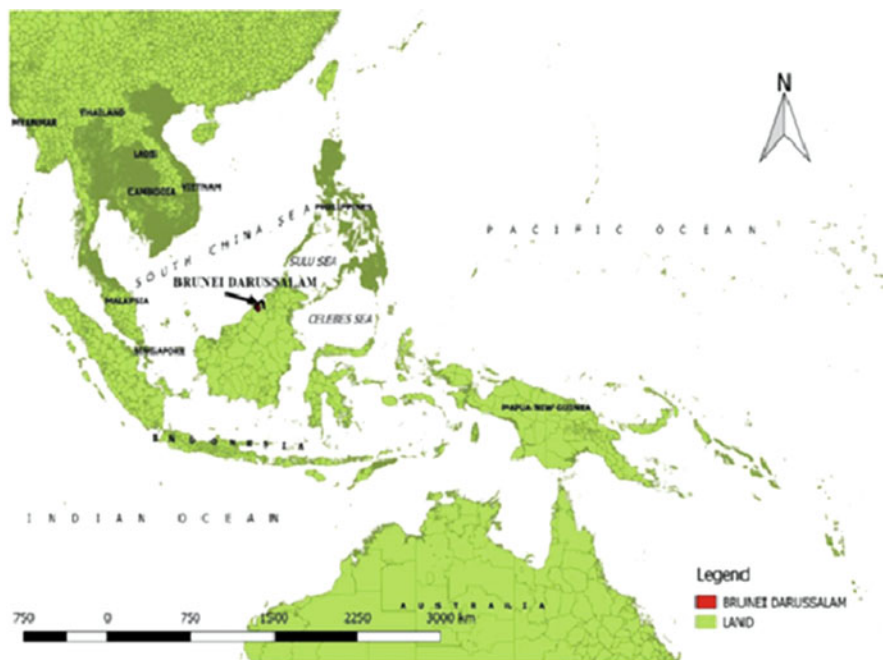 N
MYANMAR
THAILAND
LAOS
CAMBODIA
VIETNAM
PHILIPPINES
PACIFIC OCEAN
SOUTH CHINA SEA
SULU SEA
BRUNEI DARUSSALAM
MALAYSIA
CELEBES SEA
SINGAPORE
PAPUA NEW GUINEA
INDONESIA
INDIAN OCEAN
AUSTRALIA
Legend
BRUNEI DARUSSALAM
LAND
750 0 750 1500 2250 3000 km